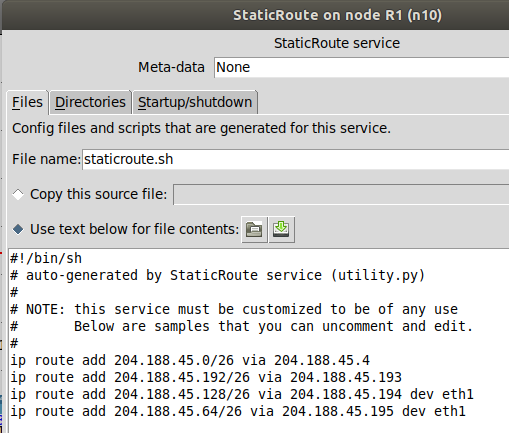 StaticRoute on node R1 (n10)
StaticRoute service
Meta-data None
Files Directories Startup/shutdown
Config files and scripts that are generated for this service.
File name: staticroute.sh
Copy this source file:
Use text below for file contents:
#!/bin/sh
# auto-generated by StaticRoute service (utility.py)
#
# NOTE: this service must be customized to be of any use
#       Below are samples that you can uncomment and edit.
#
ip route add 204.188.45.0/26 via 204.188.45.4
ip route add 204.188.45.192/26 via 204.188.45.193
ip route add 204.188.45.128/26 via 204.188.45.194 dev eth1
ip route add 204.188.45.64/26 via 204.188.45.195 dev eth1